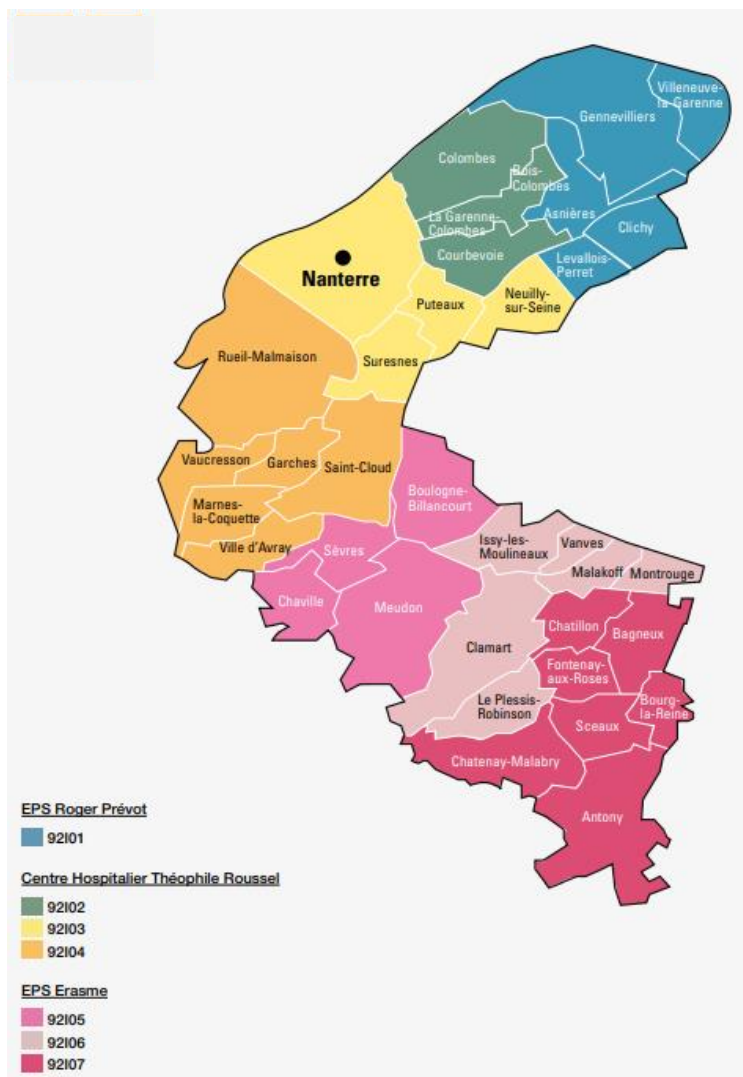 Villeneuve-
la-Garenne
Gennevilliers
Colombes
Bois-
Colombes
Asnières
La Garenne-
Colombes
Clichy
Courbevoie
Levallois-
Perret
Nanterre
Neuilly-
sur-Seine
Puteaux
Rueil-Malmaison
Suresnes
Vaucresson
Garches
Saint-Cloud
Boulogne-
Billancourt
Marnes-
la-Coquette
Ville d'Avray
Sèvres
Issy-les-
Moulineaux
Vanves
Malakoff
Montrouge
Chaville
Meudon
Chatillon
Bagneux
Clamart
Fontenay-
aux-Roses
Le Plessis-
Robinson
Bourg-
la-Reine
Sceaux
Chatenay-Malabry
Antony
EPS Roger Prévot
92I01
Centre Hospitalier Théophile Roussel
92I02
92I03
92I04
EPS Erasme
92I05
92I06
92I07